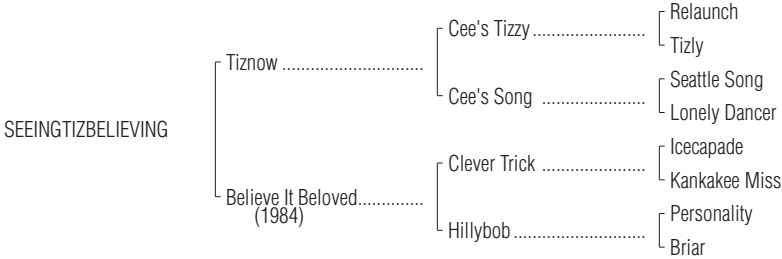 Relaunch
Cee's Tizzy
Tizly
Tiznow
Seattle Song
Cee's Song
Lonely Dancer
SEEINGTIZBELIEVING
Icecapade
Clever Trick
Kankakee Miss
Believe It Beloved
(1984)
Personality
Hillybob
Briar